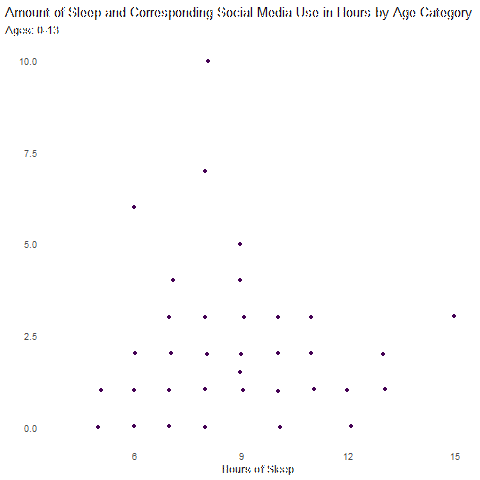 Amount of Sleep and Corresponding Social Media Use in Hours by Age Category
Ages: 0-13
10.0
7.5
5.0
2.5
0.0
6 9 12 15
Hours of Sleep